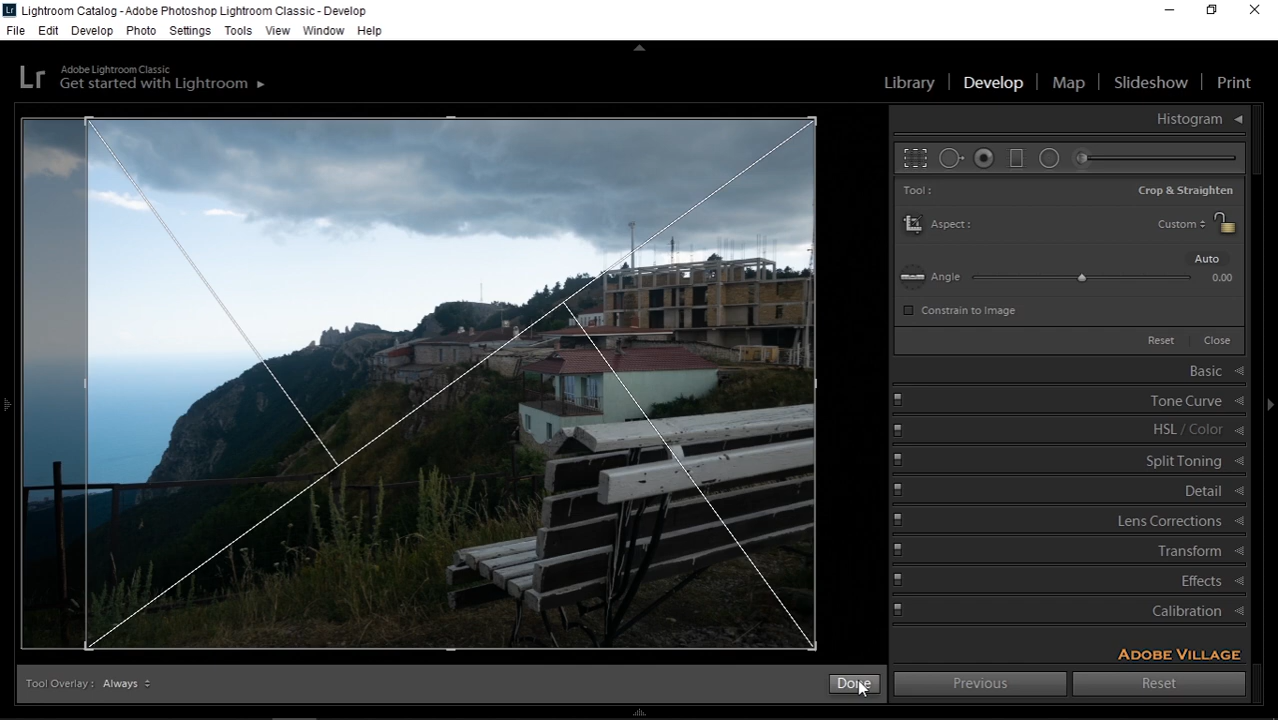 Lightroom Catalog - Adobe Photoshop Lightroom Classic - Develop
File Edit Develop Photo Settings Tools View Window Help
Lr Adobe Lightroom Classic
Get started with Lightroom ▸
Library | Develop | Map | Slideshow | Print
Histogram
Tool : Crop & Straighten
Aspect : Custom
Auto
Angle 0.00
Constrain to Image
Reset Close
Basic
Tone Curve
HSL / Color
Split Toning
Detail
Lens Corrections
Transform
Effects
Calibration
ADOBE VILLAGE
Tool Overlay : Always Done Previous Reset